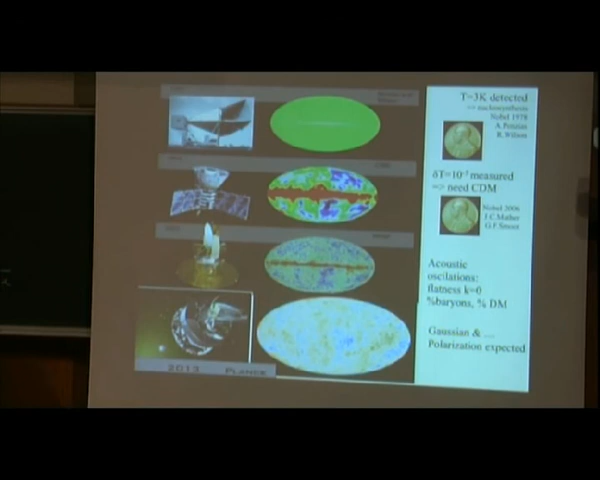 T=3K detected
=> nucleosynthesis
Nobel 1978
A. Penzias
R. Wilson
δT=10⁻⁵ measured
=> need CDM
Nobel 2006
J.C.Mather
G.F.Smoot
Acoustic
oscilations:
flatness k=0
%baryons, % DM
Gaussian & ...
Polarization expected
2013 PLANCK